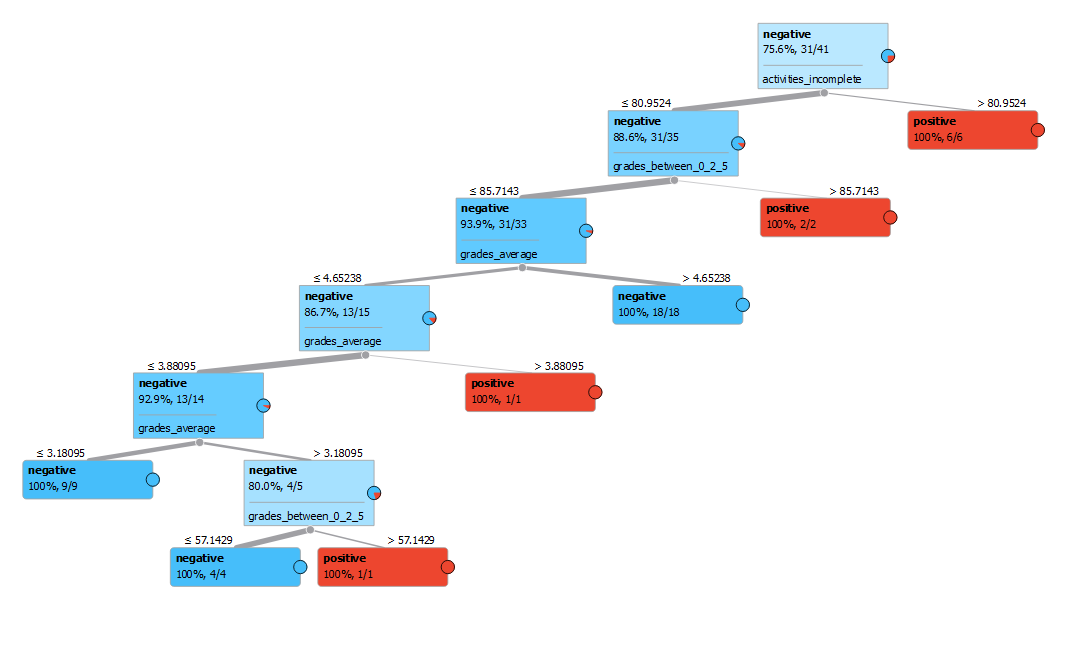 negative
75.6%, 31/41
activities_incomplete
≤ 80.9524
> 80.9524
negative
88.6%, 31/35
grades_between_0_2_5
positive
100%, 6/6
≤ 85.7143
> 85.7143
negative
93.9%, 31/33
grades_average
positive
100%, 2/2
≤ 4.65238
> 4.65238
negative
86.7%, 13/15
grades_average
negative
100%, 18/18
≤ 3.88095
> 3.88095
negative
92.9%, 13/14
grades_average
positive
100%, 1/1
≤ 3.18095
> 3.18095
negative
100%, 9/9
negative
80.0%, 4/5
grades_between_0_2_5
≤ 57.1429
> 57.1429
negative
100%, 4/4
positive
100%, 1/1